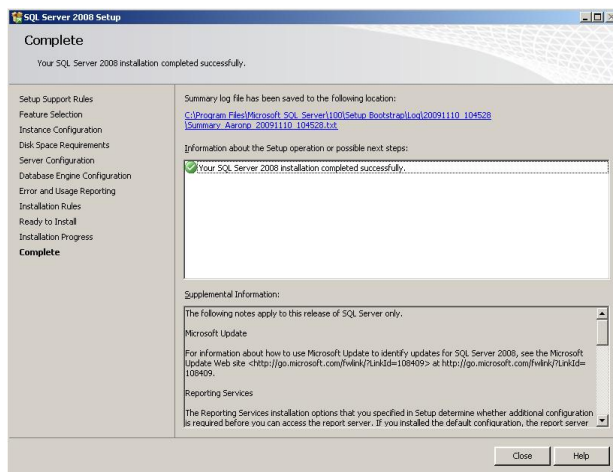 SQL Server 2008 Setup
Complete
Your SQL Server 2008 installation completed successfully.
Setup Support Rules
Feature Selection
Instance Configuration
Disk Space Requirements
Server Configuration
Database Engine Configuration
Error and Usage Reporting
Installation Rules
Ready to Install
Installation Progress
Complete
Summary log file has been saved to the following location:
C:\Program Files\Microsoft SQL Server\100\Setup Bootstrap\Log\20091110_104528
\Summary_Aaronp_20091110_104528.txt
Information about the Setup operation or possible next steps:
Your SQL Server 2008 installation completed successfully.
Supplemental Information:
The following notes apply to this release of SQL Server only.
Microsoft Update
For information about how to use Microsoft Update to identify updates for SQL Server 2008, see the Microsoft
Update Web site <http://go.microsoft.com/fwlink/?LinkId=108409> at http://go.microsoft.com/fwlink/?LinkId=
108409.
Reporting Services
The Reporting Services installation options that you specified in Setup determine whether additional configuration
is required before you can access the report server. If you installed the default configuration, the report server
Close
Help